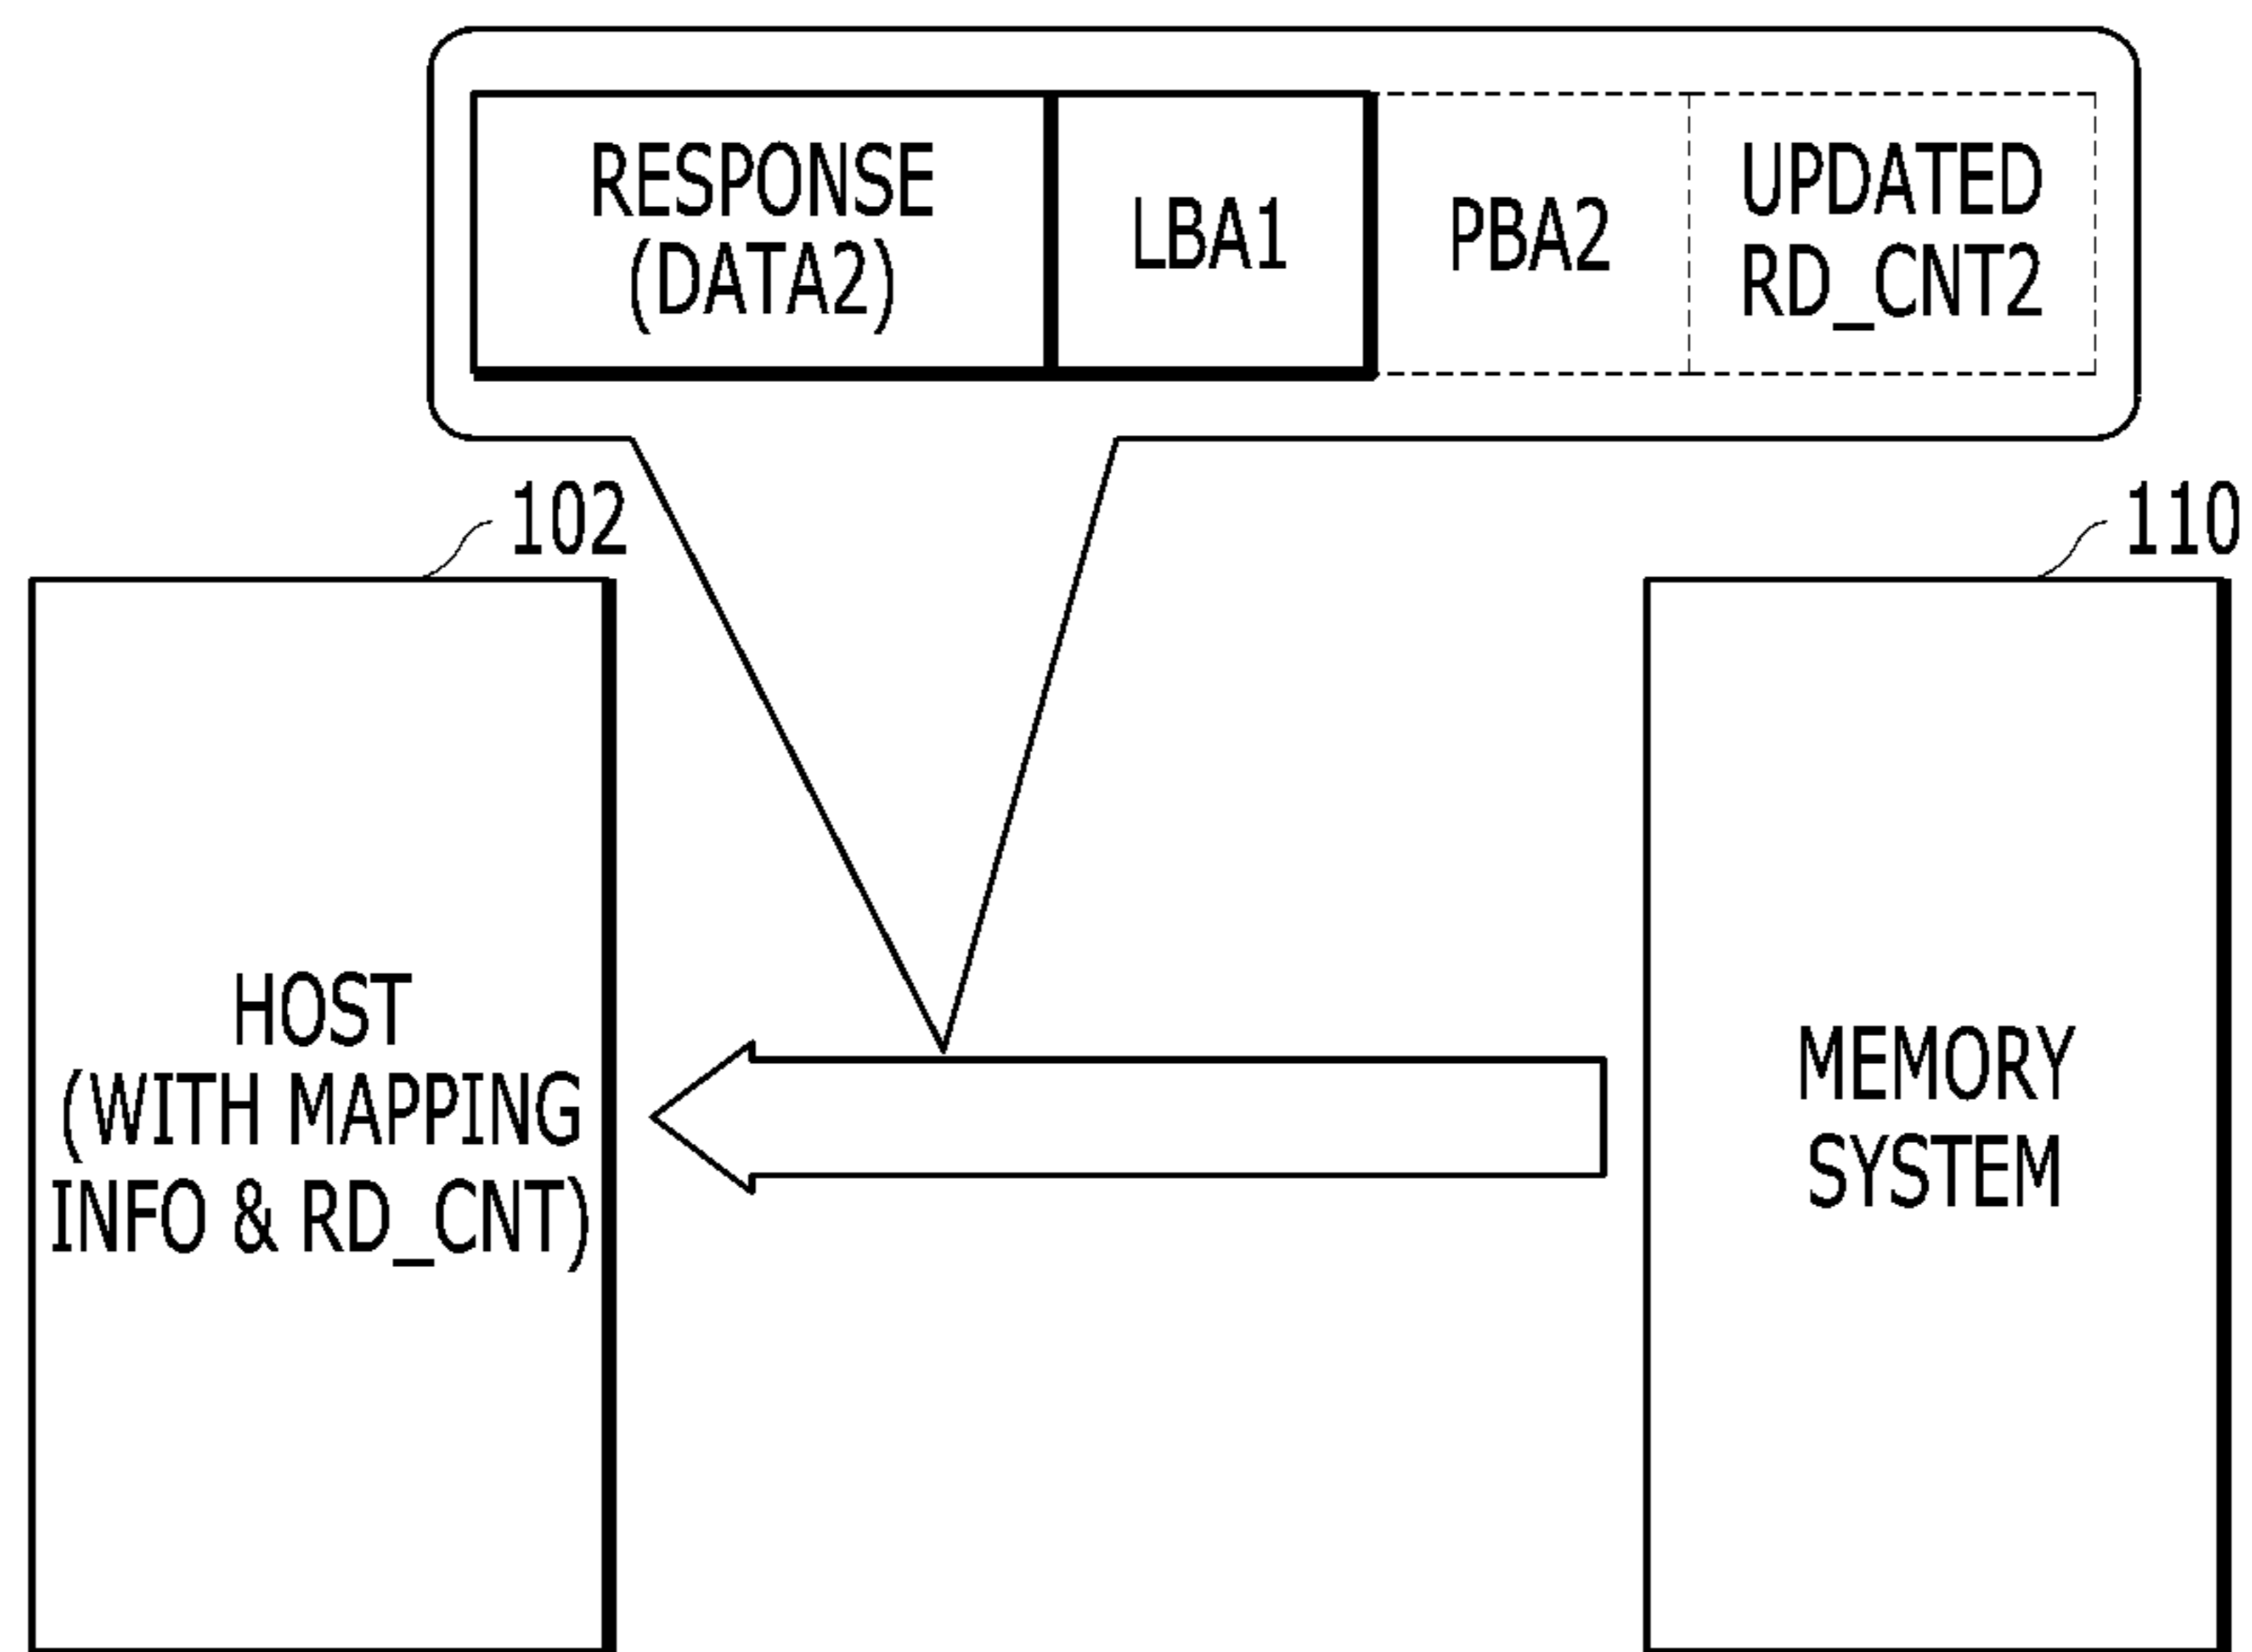 RESPONSE
(DATA2)
LBA1
PBA2
UPDATED
RD_CNT2
102
110
HOST
(WITH MAPPING
INFO & RD_CNT)
MEMORY
SYSTEM